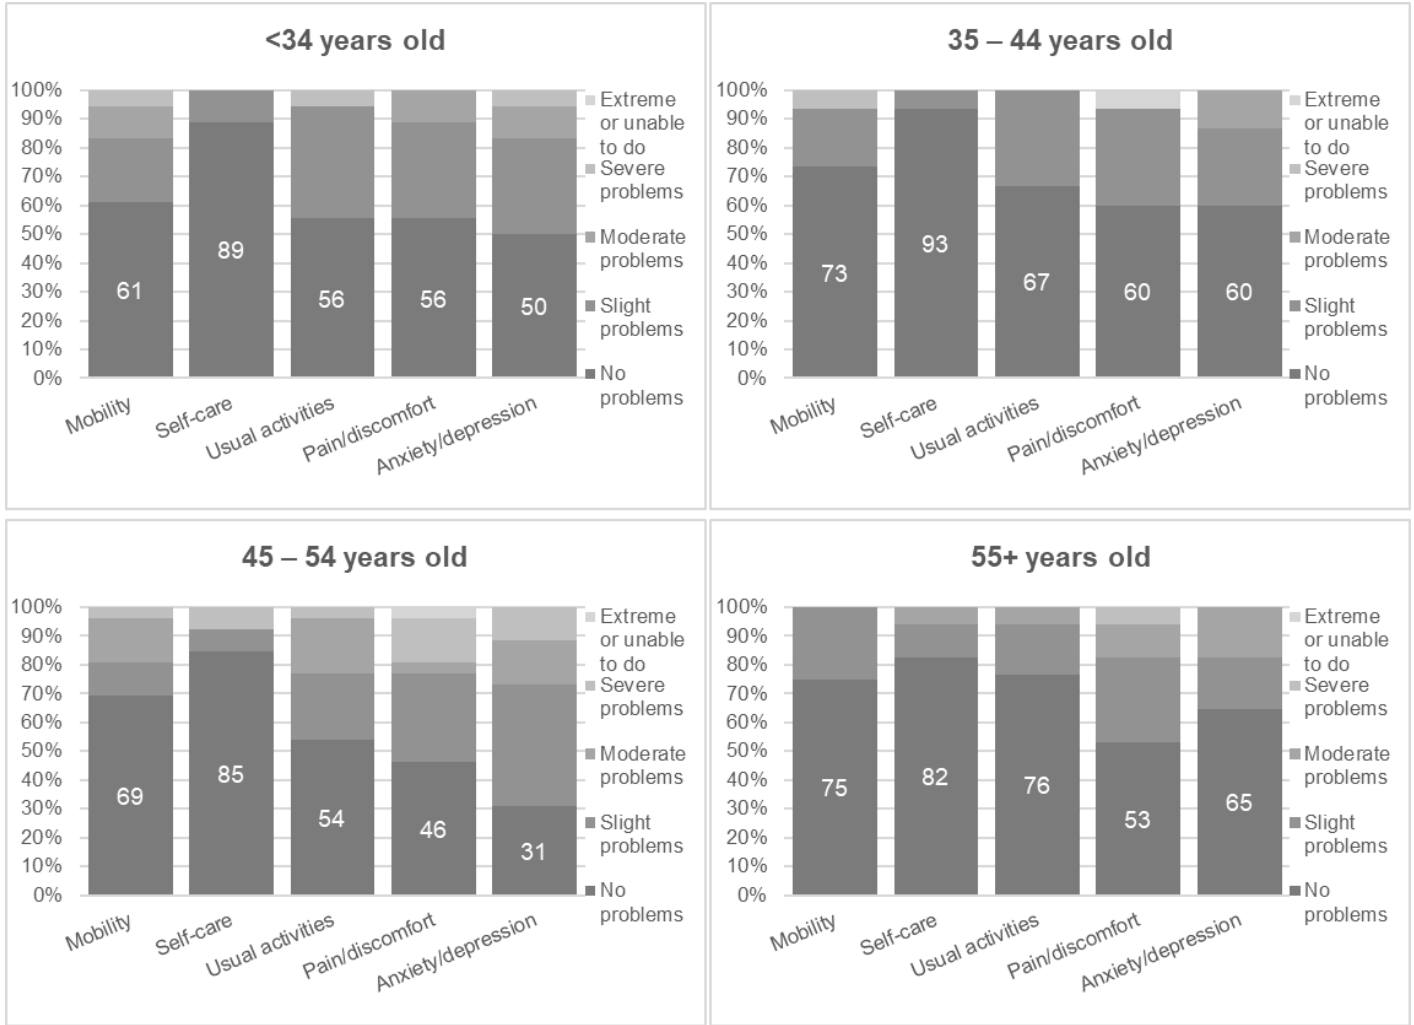 <34 years old
100%
90%
80%
70%
60%
50%
40%
30%
20%
10%
0%
61
89
56
56
50
Mobility
Self-care
Usual activities
Pain/discomfort
Anxiety/depression
Extreme
or unable
to do
Severe
problems
Moderate
problems
Slight
problems
No
problems
35 – 44 years old
100%
90%
80%
70%
60%
50%
40%
30%
20%
10%
0%
73
93
67
60
60
Mobility
Self-care
Usual activities
Pain/discomfort
Anxiety/depression
Extreme
or unable
to do
Severe
problems
Moderate
problems
Slight
problems
No
problems
45 – 54 years old
100%
90%
80%
70%
60%
50%
40%
30%
20%
10%
0%
69
85
54
46
31
Mobility
Self-care
Usual activities
Pain/discomfort
Anxiety/depression
Extreme
or unable
to do
Severe
problems
Moderate
problems
Slight
problems
No
problems
55+ years old
100%
90%
80%
70%
60%
50%
40%
30%
20%
10%
0%
75
82
76
53
65
Mobility
Self-care
Usual activities
Pain/discomfort
Anxiety/depression
Extreme
or unable
to do
Severe
problems
Moderate
problems
Slight
problems
No
problems